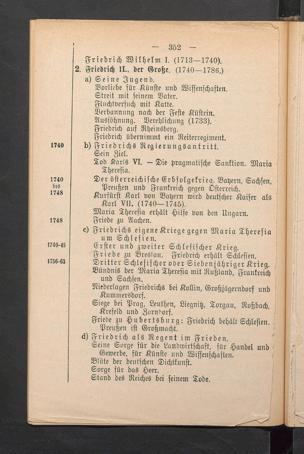 — 352 —
Friedrich Wilhelm I. (1713—1740).
2. Friedrich II., der Große. (1740—1786.)
a) Seine Jugend.
Vorliebe für Künste und Wissenschaften.
Streit mit seinem Vater.
Fluchtversuch mit Katte.
Verbannung nach der Feste Küstrin.
Aussöhnung. Verehlichung (1733).
Friedrich auf Rheinsberg.
Friedrich übernimmt ein Reiterregiment.
1740 b) Friedrichs Regierungsantritt.
Sein Ziel.
Tod Karls VI. — Die pragmatische Sanktion. Maria
Theresia.
1740 Der österreichische Erbfolgekrieg. Bayern, Sachsen,
bis Preußen und Frankreich gegen Österreich.
1748 Kurfürst Karl von Bayern wird deutscher Kaiser als
Karl VII. (1740—1745).
Maria Theresia erhält Hilfe von den Ungarn.
1748 Friede zu Aachen.
c) Friedrichs eigene Kriege gegen Maria Theresia
um Schlesien.
1740-45 Erster und zweiter Schlesischer Krieg.
Friede zu Breslau. Friedrich erhält Schlesien.
1756-63 Dritter Schlesischer oder Siebenjähriger Krieg.
Bündnis der Maria Theresia mit Rußland, Frankreich
und Sachsen.
Niederlagen Friedrichs bei Kollin, Großjägerndorf und
Kunnersdorf.
Siege bei Prag, Leuthen, Liegnitz, Torgau, Roßbach,
Krefeld und Zorndorf.
Friede zu Hubertsburg: Friedrich behält Schlesien.
Preußen ist Großmacht.
d) Friedrich als Regent im Frieden.
Seine Sorge für die Landwirtschaft, für Handel und
Gewerbe, für Künste und Wissenschaften.
Blüte der deutschen Dichtkunst.
Sorge für das Heer.
Stand des Reiches bei seinem Tode.